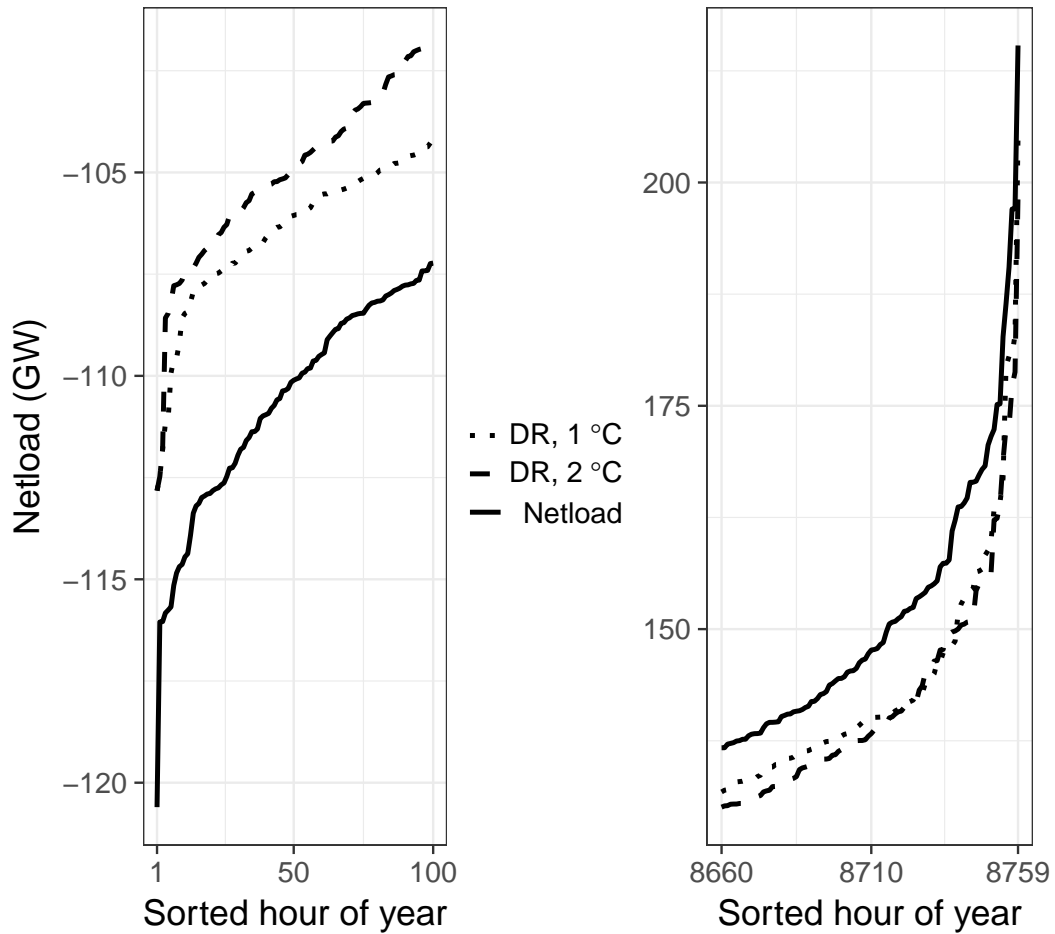 Netload (GW)
−105
−110
−115
−120
1 50 100
Sorted hour of year
DR, 1 °C
DR, 2 °C
Netload
200
175
150
8660 8710 8759
Sorted hour of year